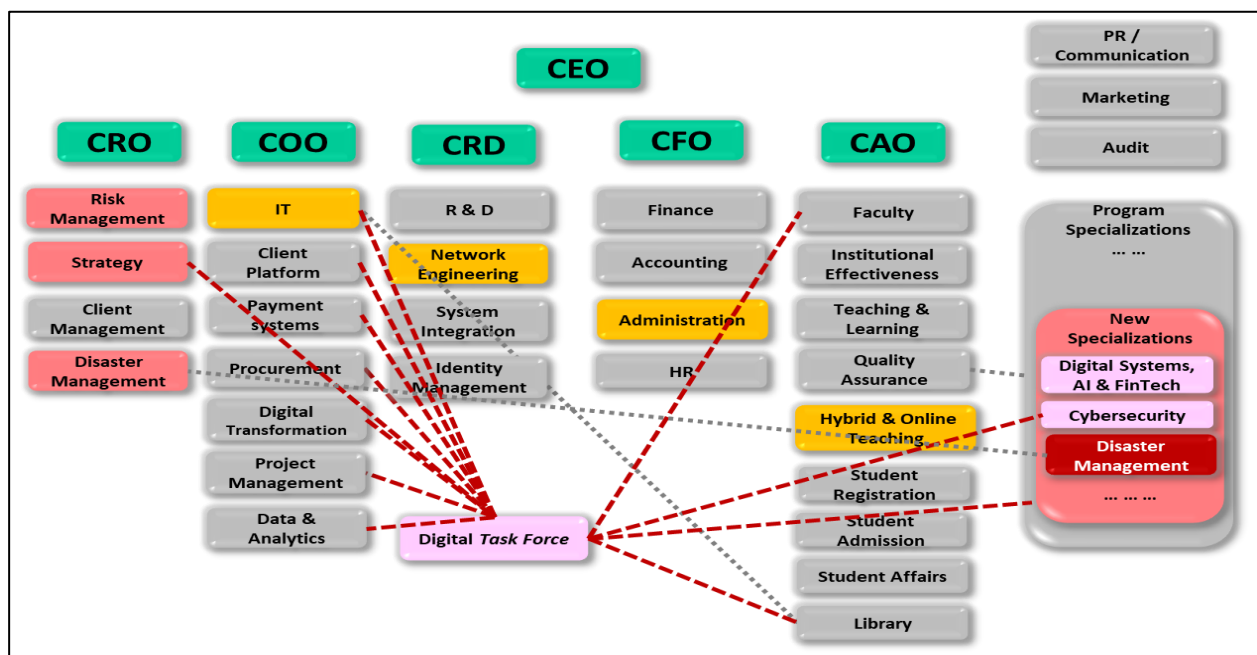 CEO
CRO
Risk
Management
Strategy
Client
Management
Disaster
Management
COO
IT
Client
Platform
Payment
systems
Procurement
Digital
Transformation
Project
Management
Data &
Analytics
CRD
R & D
Network
Engineering
System
Integration
Identity
Management
Digital Task Force
CFO
Finance
Accounting
Administration
HR
CAO
Faculty
Institutional
Effectiveness
Teaching &
Learning
Quality
Assurance
Hybrid & Online
Teaching
Student
Registration
Student
Admission
Student Affairs
Library
PR /
Communication
Marketing
Audit
Program
Specializations
... ...
New
Specializations
Digital Systems,
AI & FinTech
Cybersecurity
Disaster
Management
... ... ...